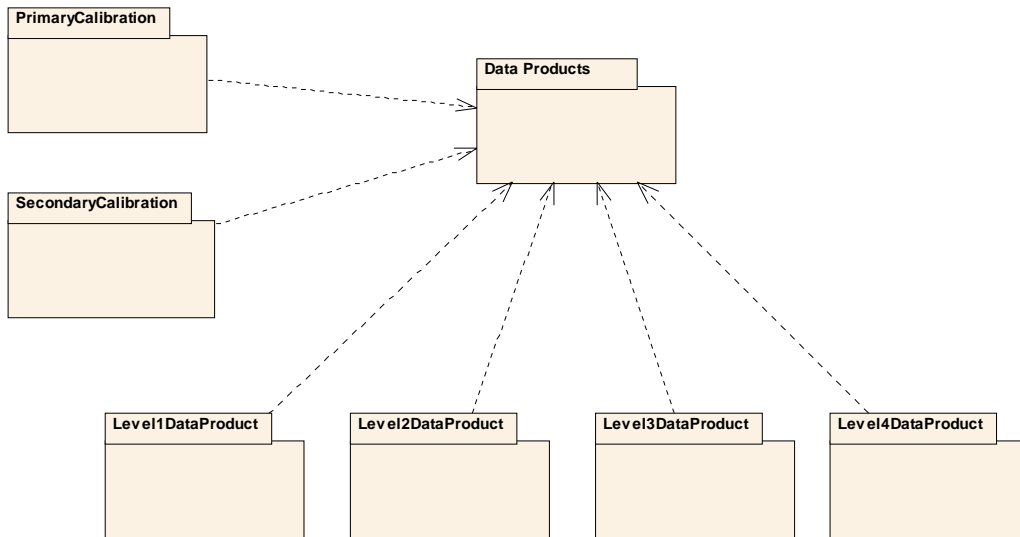 PrimaryCalibration
Data Products
SecondaryCalibration
Level1DataProduct
Level2DataProduct
Level3DataProduct
Level4DataProduct